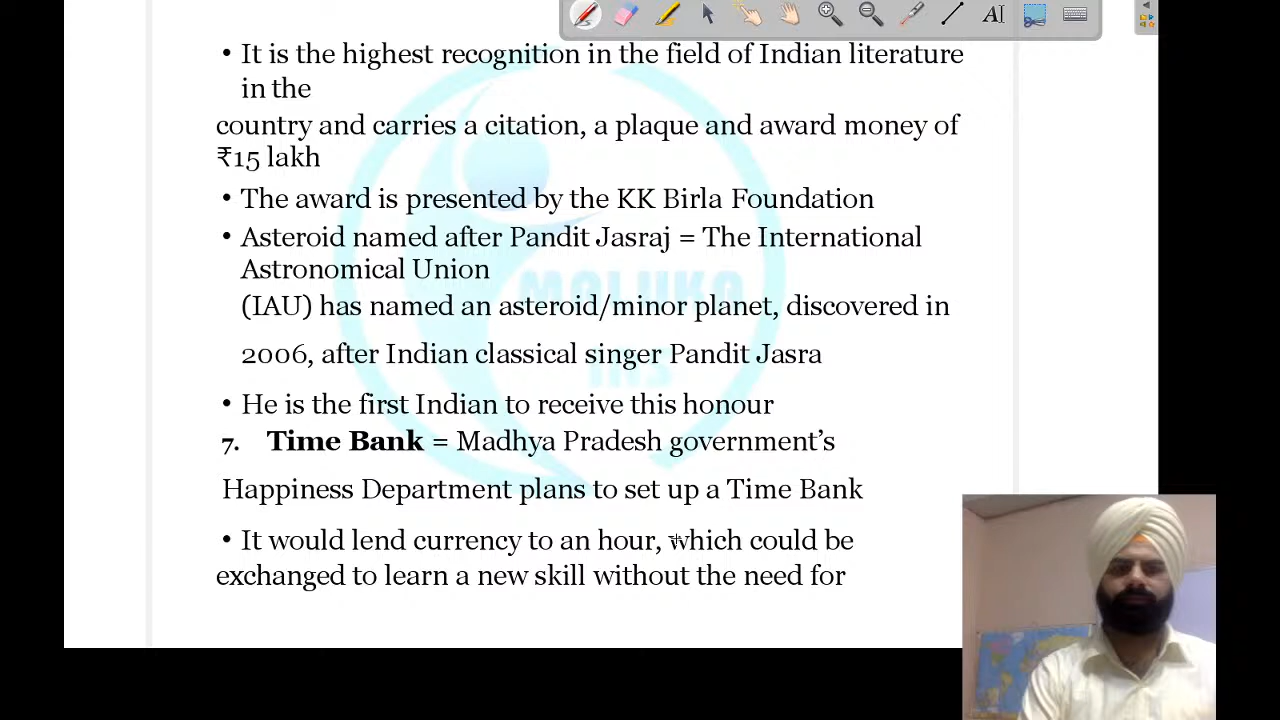 • It is the highest recognition in the field of Indian literature
in the
country and carries a citation, a plaque and award money of
₹15 lakh
• The award is presented by the KK Birla Foundation
• Asteroid named after Pandit Jasraj = The International
Astronomical Union
(IAU) has named an asteroid/minor planet, discovered in
2006, after Indian classical singer Pandit Jasra
• He is the first Indian to receive this honour
7. Time Bank = Madhya Pradesh government's
Happiness Department plans to set up a Time Bank
• It would lend currency to an hour, which could be
exchanged to learn a new skill without the need for
MALUKA
IAS